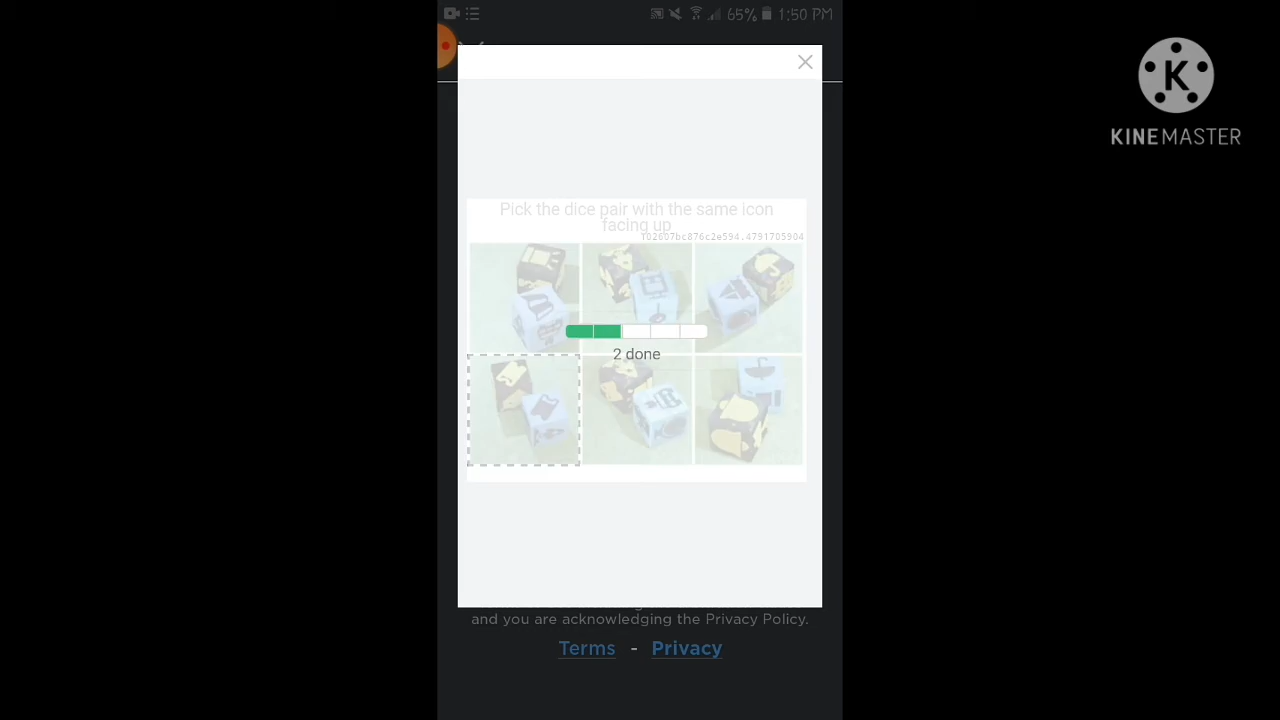 65% 1:50 PM
KINEMASTER
Pick the dice pair with the same icon
facing up
2 done
and you are acknowledging the Privacy Policy.
Terms - Privacy